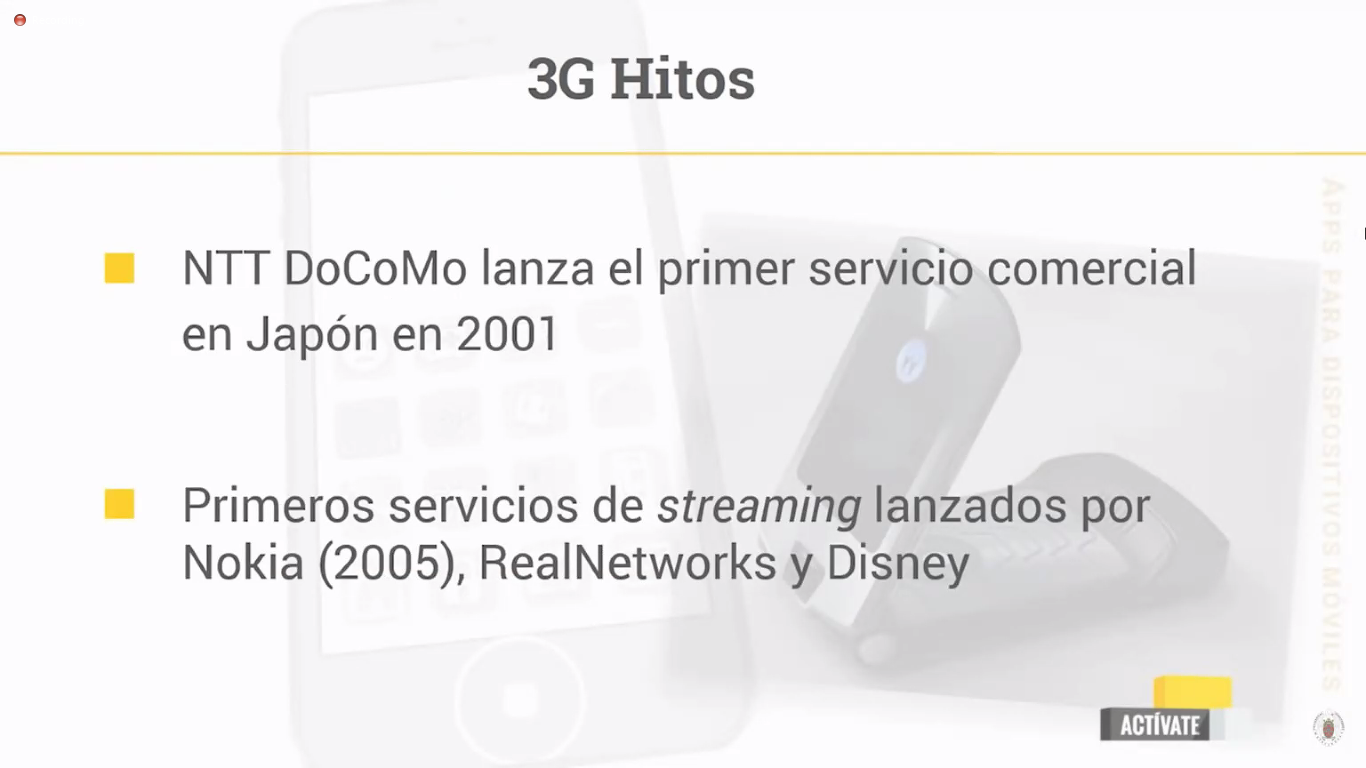 3G Hitos
NTT DoCoMo lanza el primer servicio comercial
en Japón en 2001
Primeros servicios de streaming lanzados por
Nokia (2005), RealNetworks y Disney
ÁPPS PARA DISPOSITIVOS MÓVILES
ACTÍVATE